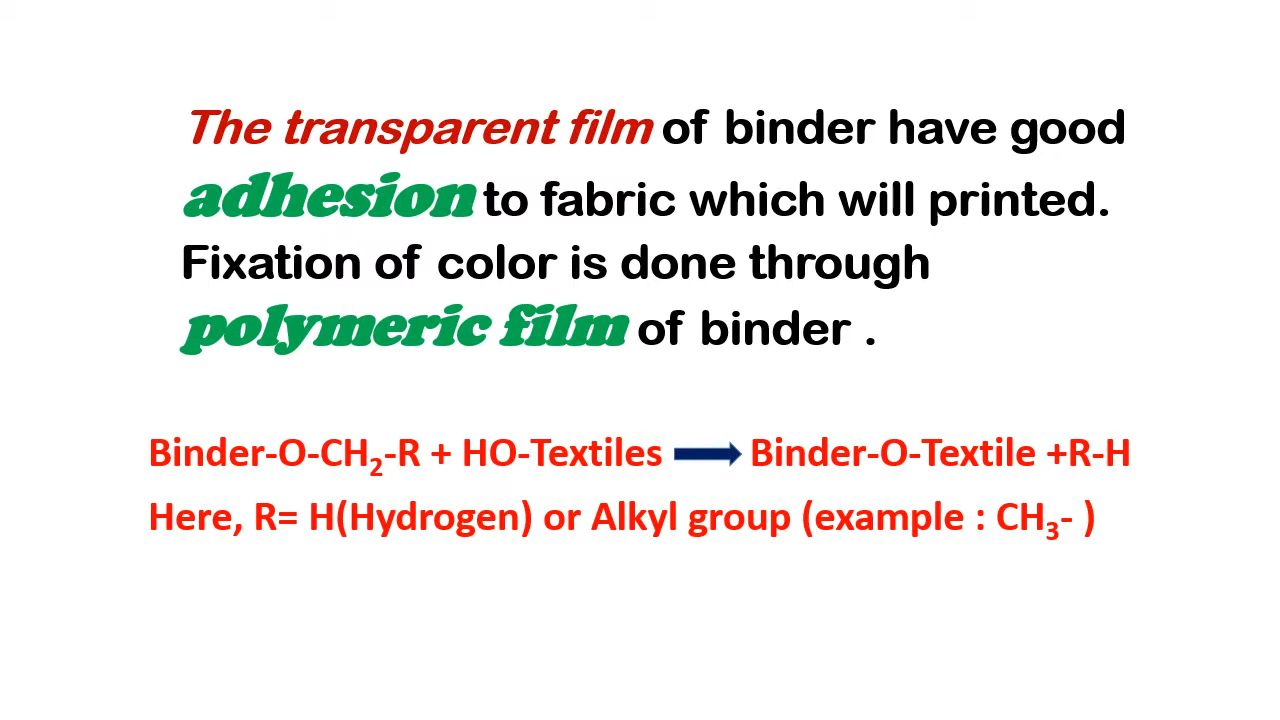 The transparent film of binder have good
adhesion to fabric which will printed.
Fixation of color is done through
polymeric film of binder .
Binder-O-CH₂-R + HO-Textiles → Binder-O-Textile +R-H
Here, R= H(Hydrogen) or Alkyl group (example : CH₃- )